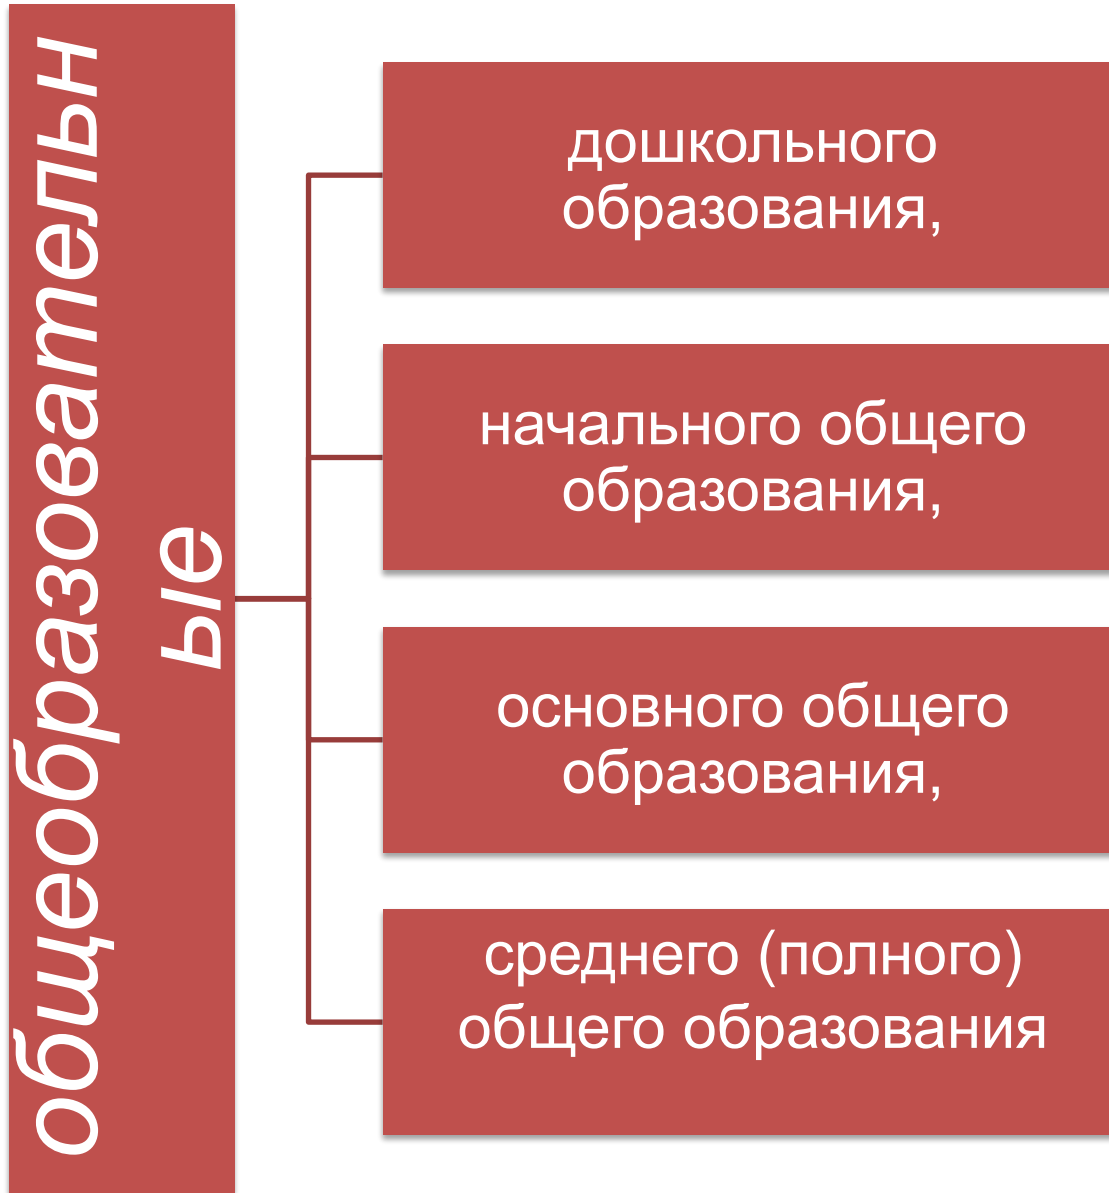 общеобразовательн
ые
дошкольного
образования,
начального общего
образования,
основного общего
образования,
среднего (полного)
общего образования